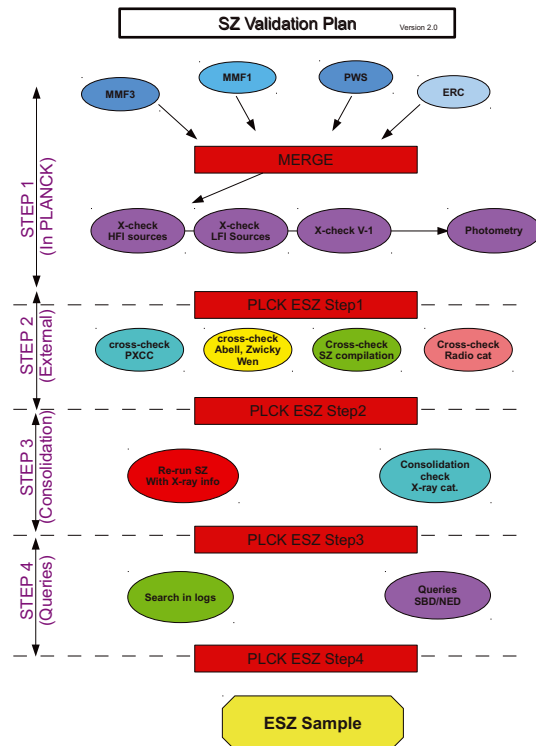 SZ Validation Plan Version 2.0
MMF3
MMF1
PWS
ERC
MERGE
STEP 1
(In PLANCK)
X-check
HFI sources
X-check
LFI Sources
X-check V-1
Photometry
PLCK ESZ Step1
STEP 2
(External)
cross-check
PXCC
cross-check
Abell, Zwicky
Wen
Cross-check
SZ compilation
Cross-check
Radio cat
PLCK ESZ Step2
STEP 3
(Consolidation)
Re-run SZ
With X-ray info
Consolidation
check
X-ray cat.
PLCK ESZ Step3
STEP 4
(Queries)
Search in logs
Queries
SBD/NED
PLCK ESZ Step4
ESZ Sample